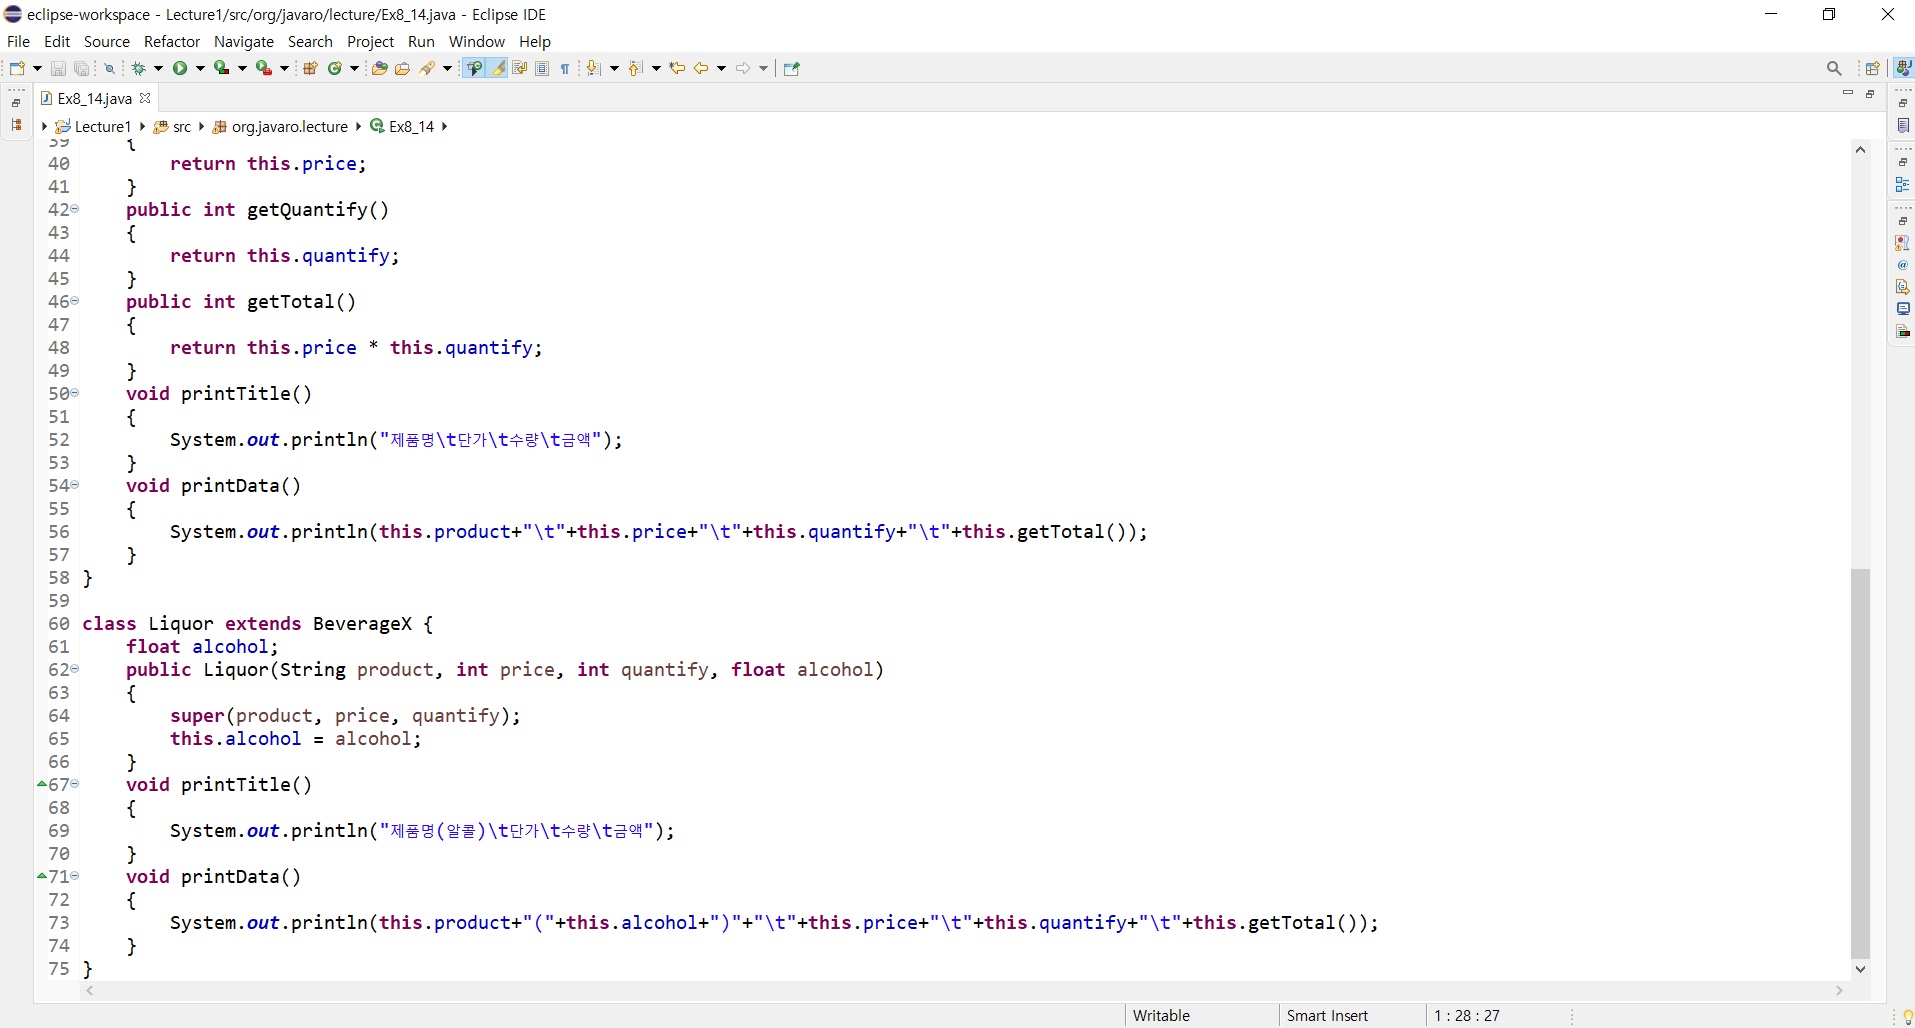 eclipse-workspace - Lecture1/src/org/javaro/lecture/Ex8_14.java - Eclipse IDE
File Edit Source Refactor Navigate Search Project Run Window Help
Ex8_14.java
Lecture1 src org.javaro.lecture Ex8_14
39 {
40 return this.price;
41 }
42 public int getQuantify()
43 {
44 return this.quantify;
45 }
46 public int getTotal()
47 {
48 return this.price * this.quantify;
49 }
50 void printTitle()
51 {
52 System.out.println("제품명\t단가\t수량\t금액");
53 }
54 void printData()
55 {
56 System.out.println(this.product+"\t"+this.price+"\t"+this.quantify+"\t"+this.getTotal());
57 }
58 }
59
60 class Liquor extends BeverageX {
61 float alcohol;
62 public Liquor(String product, int price, int quantify, float alcohol)
63 {
64 super(product, price, quantify);
65 this.alcohol = alcohol;
66 }
67 void printTitle()
68 {
69 System.out.println("제품명(알콜)\t단가\t수량\t금액");
70 }
71 void printData()
72 {
73 System.out.println(this.product+"("+this.alcohol+")"+"\t"+this.price+"\t"+this.quantify+"\t"+this.getTotal());
74 }
75 }
Writable Smart Insert 1 : 28 : 27